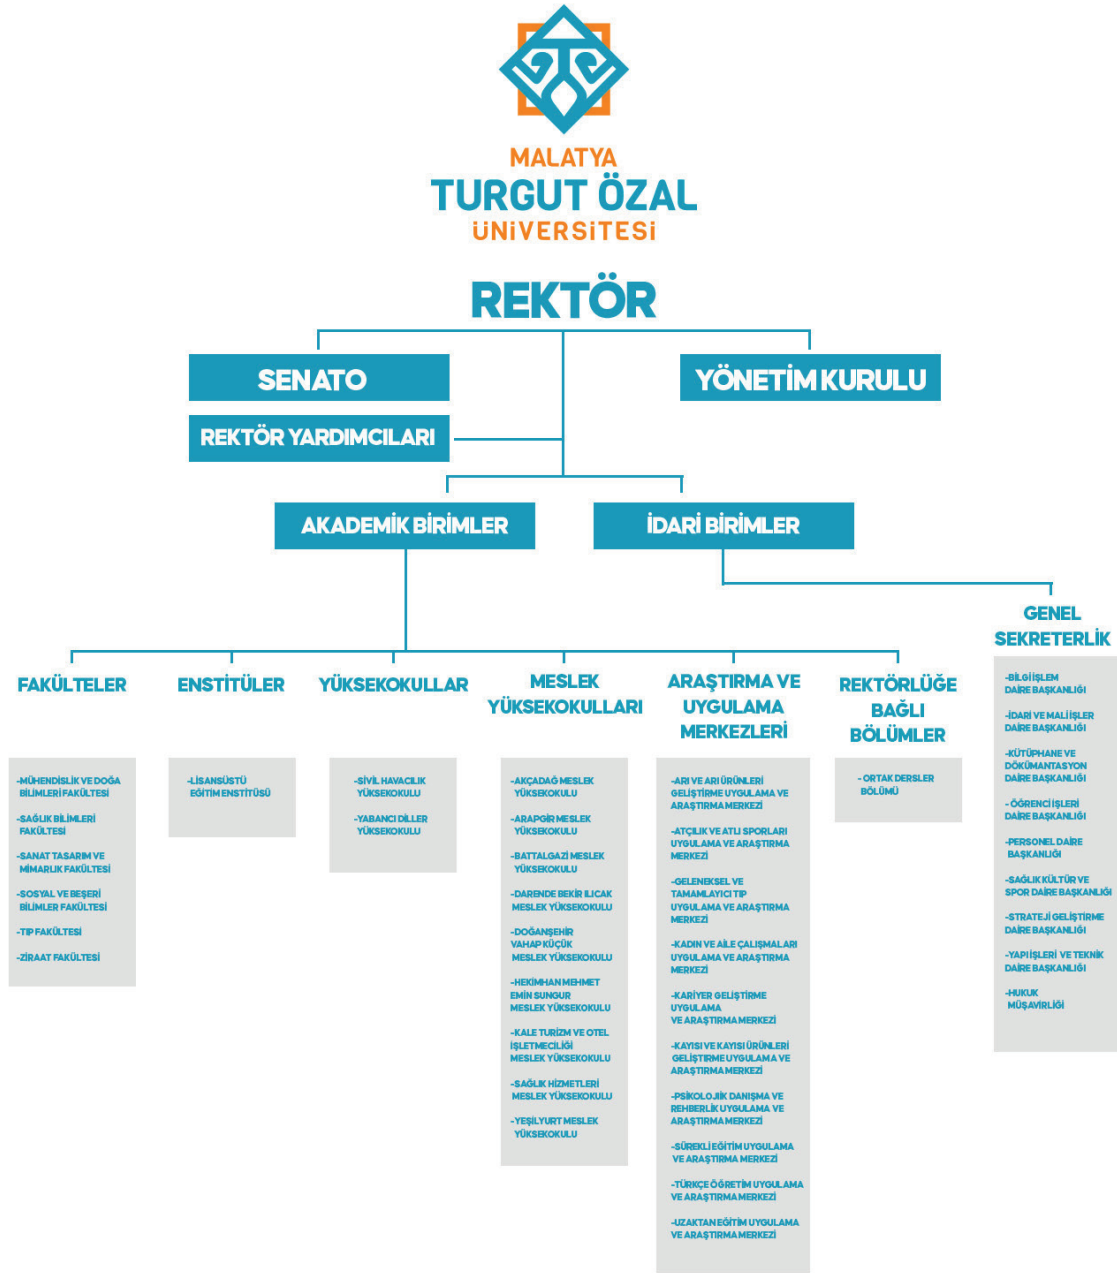 MALATYA
TURGUT ÖZAL
ÜNİVERSİTESİ
REKTÖR
SENATO
YÖNETİM KURULU
REKTÖR YARDIMCILARI
AKADEMİK BİRİMLER
İDARİ BİRİMLER
GENEL
SEKRETERLİK
-BİLGİ İŞLEM
DAİRE BAŞKANLIĞI
-İDARİ VE MALİ İŞLER
DAİRE BAŞKANLIĞI
-KÜTÜPHANE VE
DÖKÜMANTASYON
DAİRE BAŞKANLIĞI
- ÖĞRENCİ İŞLERİ
DAİRE BAŞKANLIĞI
-PERSONEL DAİRE
BAŞKANLIĞI
-SAĞLIK KÜLTÜR VE
SPOR DAİRE BAŞKANLIĞI
-STRATEJİ GELİŞTİRME
DAİRE BAŞKANLIĞI
-YAPI İŞLERİ VE TEKNİK
DAİRE BAŞKANLIĞI
-HUKUK
MÜŞAVİRLİĞİ
FAKÜLTELER
-MÜHENDİSLİK VE DOĞA
BİLİMLERİ FAKÜLTESİ
-SAĞLIK BİLİMLERİ
FAKÜLTESİ
-SANAT TASARIM VE
MİMARLIK FAKÜLTESİ
-SOSYAL VE BEŞERİ
BİLİMLER FAKÜLTESİ
-TIP FAKÜLTESİ
-ZİRAAT FAKÜLTESİ
ENSTİTÜLER
-LİSANSÜSTÜ
EĞİTİM ENSTİTÜSÜ
YÜKSEKOKULLAR
-SİVİL HAVACILIK
YÜKSEKOKULU
-YABANCI DİLLER
YÜKSEKOKULU
MESLEK
YÜKSEKOKULLARI
-AKÇADAĞ MESLEK
YÜKSEKOKULU
-ARAPGİR MESLEK
YÜKSEKOKULU
-BATTALGAZİ MESLEK
YÜKSEKOKULU
-DARENDE BEKİR ILICAK
MESLEK YÜKSEKOKULU
-DOĞANŞEHİR
VAHAP KÜÇÜK
MESLEK YÜKSEKOKULU
-HEKİMHAN MEHMET
EMİN SUNGUR
MESLEK YÜKSEKOKULU
-KALE TURİZM VE OTEL
İŞLETMECİLİĞİ
MESLEK YÜKSEKOKULU
-SAĞLIK HİZMETLERİ
MESLEK YÜKSEKOKULU
-YEŞİLYURT MESLEK
YÜKSEKOKULU
ARAŞTIRMA VE
UYGULAMA
MERKEZLERİ
-ARI VE ARI ÜRÜNLERİ
GELİŞTİRME UYGULAMA VE
ARAŞTIRMA MERKEZİ
-ATÇILIK VE ATLI SPORLARI
UYGULAMA VE ARAŞTIRMA
MERKEZİ
-GELENEKSEL VE
TAMAMLAYICI TIP
UYGULAMA VE ARAŞTIRMA
MERKEZİ
-KADIN VE AİLE ÇALIŞMALARI
UYGULAMA VE ARAŞTIRMA
MERKEZİ
-KARİYER GELİŞTİRME
UYGULAMA
VE ARAŞTIRMA MERKEZİ
-KAYISI VE KAYISI ÜRÜNLERİ
GELİŞTİRME UYGULAMA VE
ARAŞTIRMA MERKEZİ
-PSİKOLOJİK DANIŞMA VE
REHBERLİK UYGULAMA VE
ARAŞTIRMA MERKEZİ
-SÜREKLİ EĞİTİM UYGULAMA
VE ARAŞTIRMA MERKEZİ
-TÜRKÇE ÖĞRETİM UYGULAMA
VE ARAŞTIRMA MERKEZİ
-UZAKTAN EĞİTİM UYGULAMA
VE ARAŞTIRMA MERKEZİ
REKTÖRLÜĞE
BAĞLI
BÖLÜMLER
- ORTAK DERSLER
BÖLÜMÜ